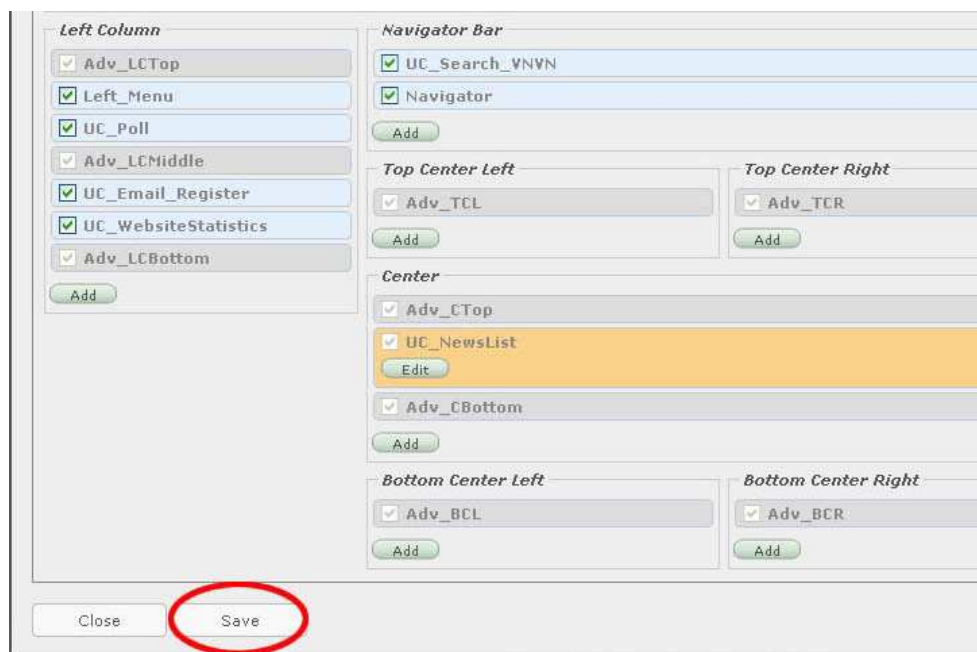 Left Column
Adv_LCTop
Left_Menu
UC_Poll
Adv_LCMiddle
UC_Email_Register
UC_WebsiteStatistics
Adv_LCBottom
Add
Navigator Bar
UC_Search_VNVN
Navigator
Add
Top Center Left
Adv_TCL
Add
Top Center Right
Adv_TCR
Add
Center
Adv_CTop
UC_NewsList
Edit
Adv_CBottom
Add
Bottom Center Left
Adv_BCL
Add
Bottom Center Right
Adv_BCR
Add
Close
Save